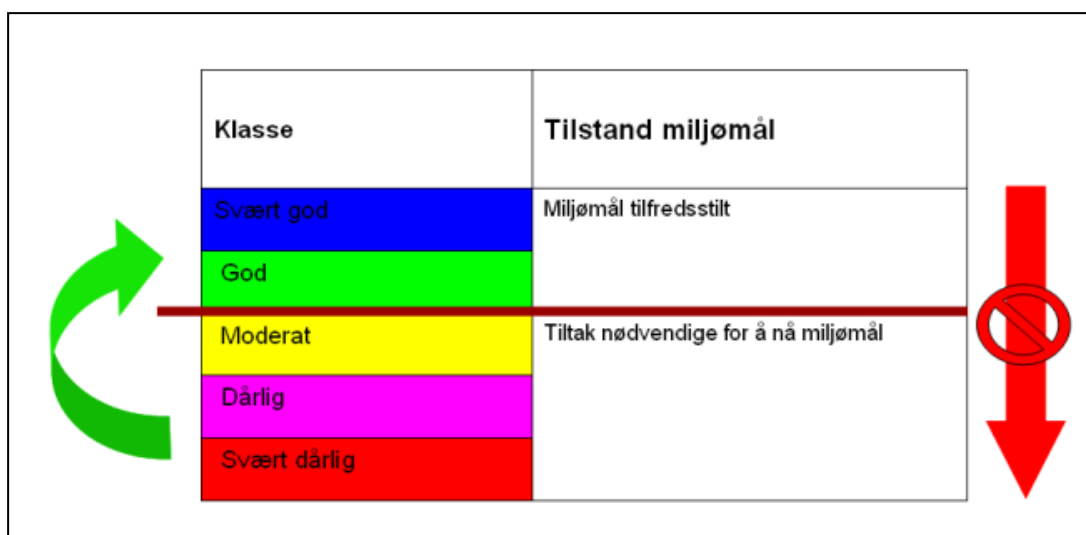 Klasse
Tilstand miljømål
Svært god
Miljømål tilfredsstilt
God
Moderat
Tiltak nødvendige for å nå miljømål
Dårlig
Svært dårlig